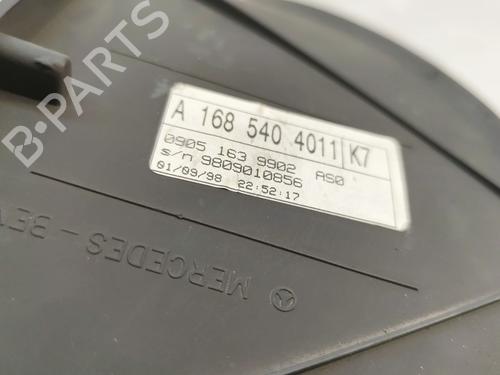 B-PARTS
A 168 540 4011 K7
0905 163 9902 AS0
s/n 9809010856
01/09/98 22:52:17
MERCEDES-BE